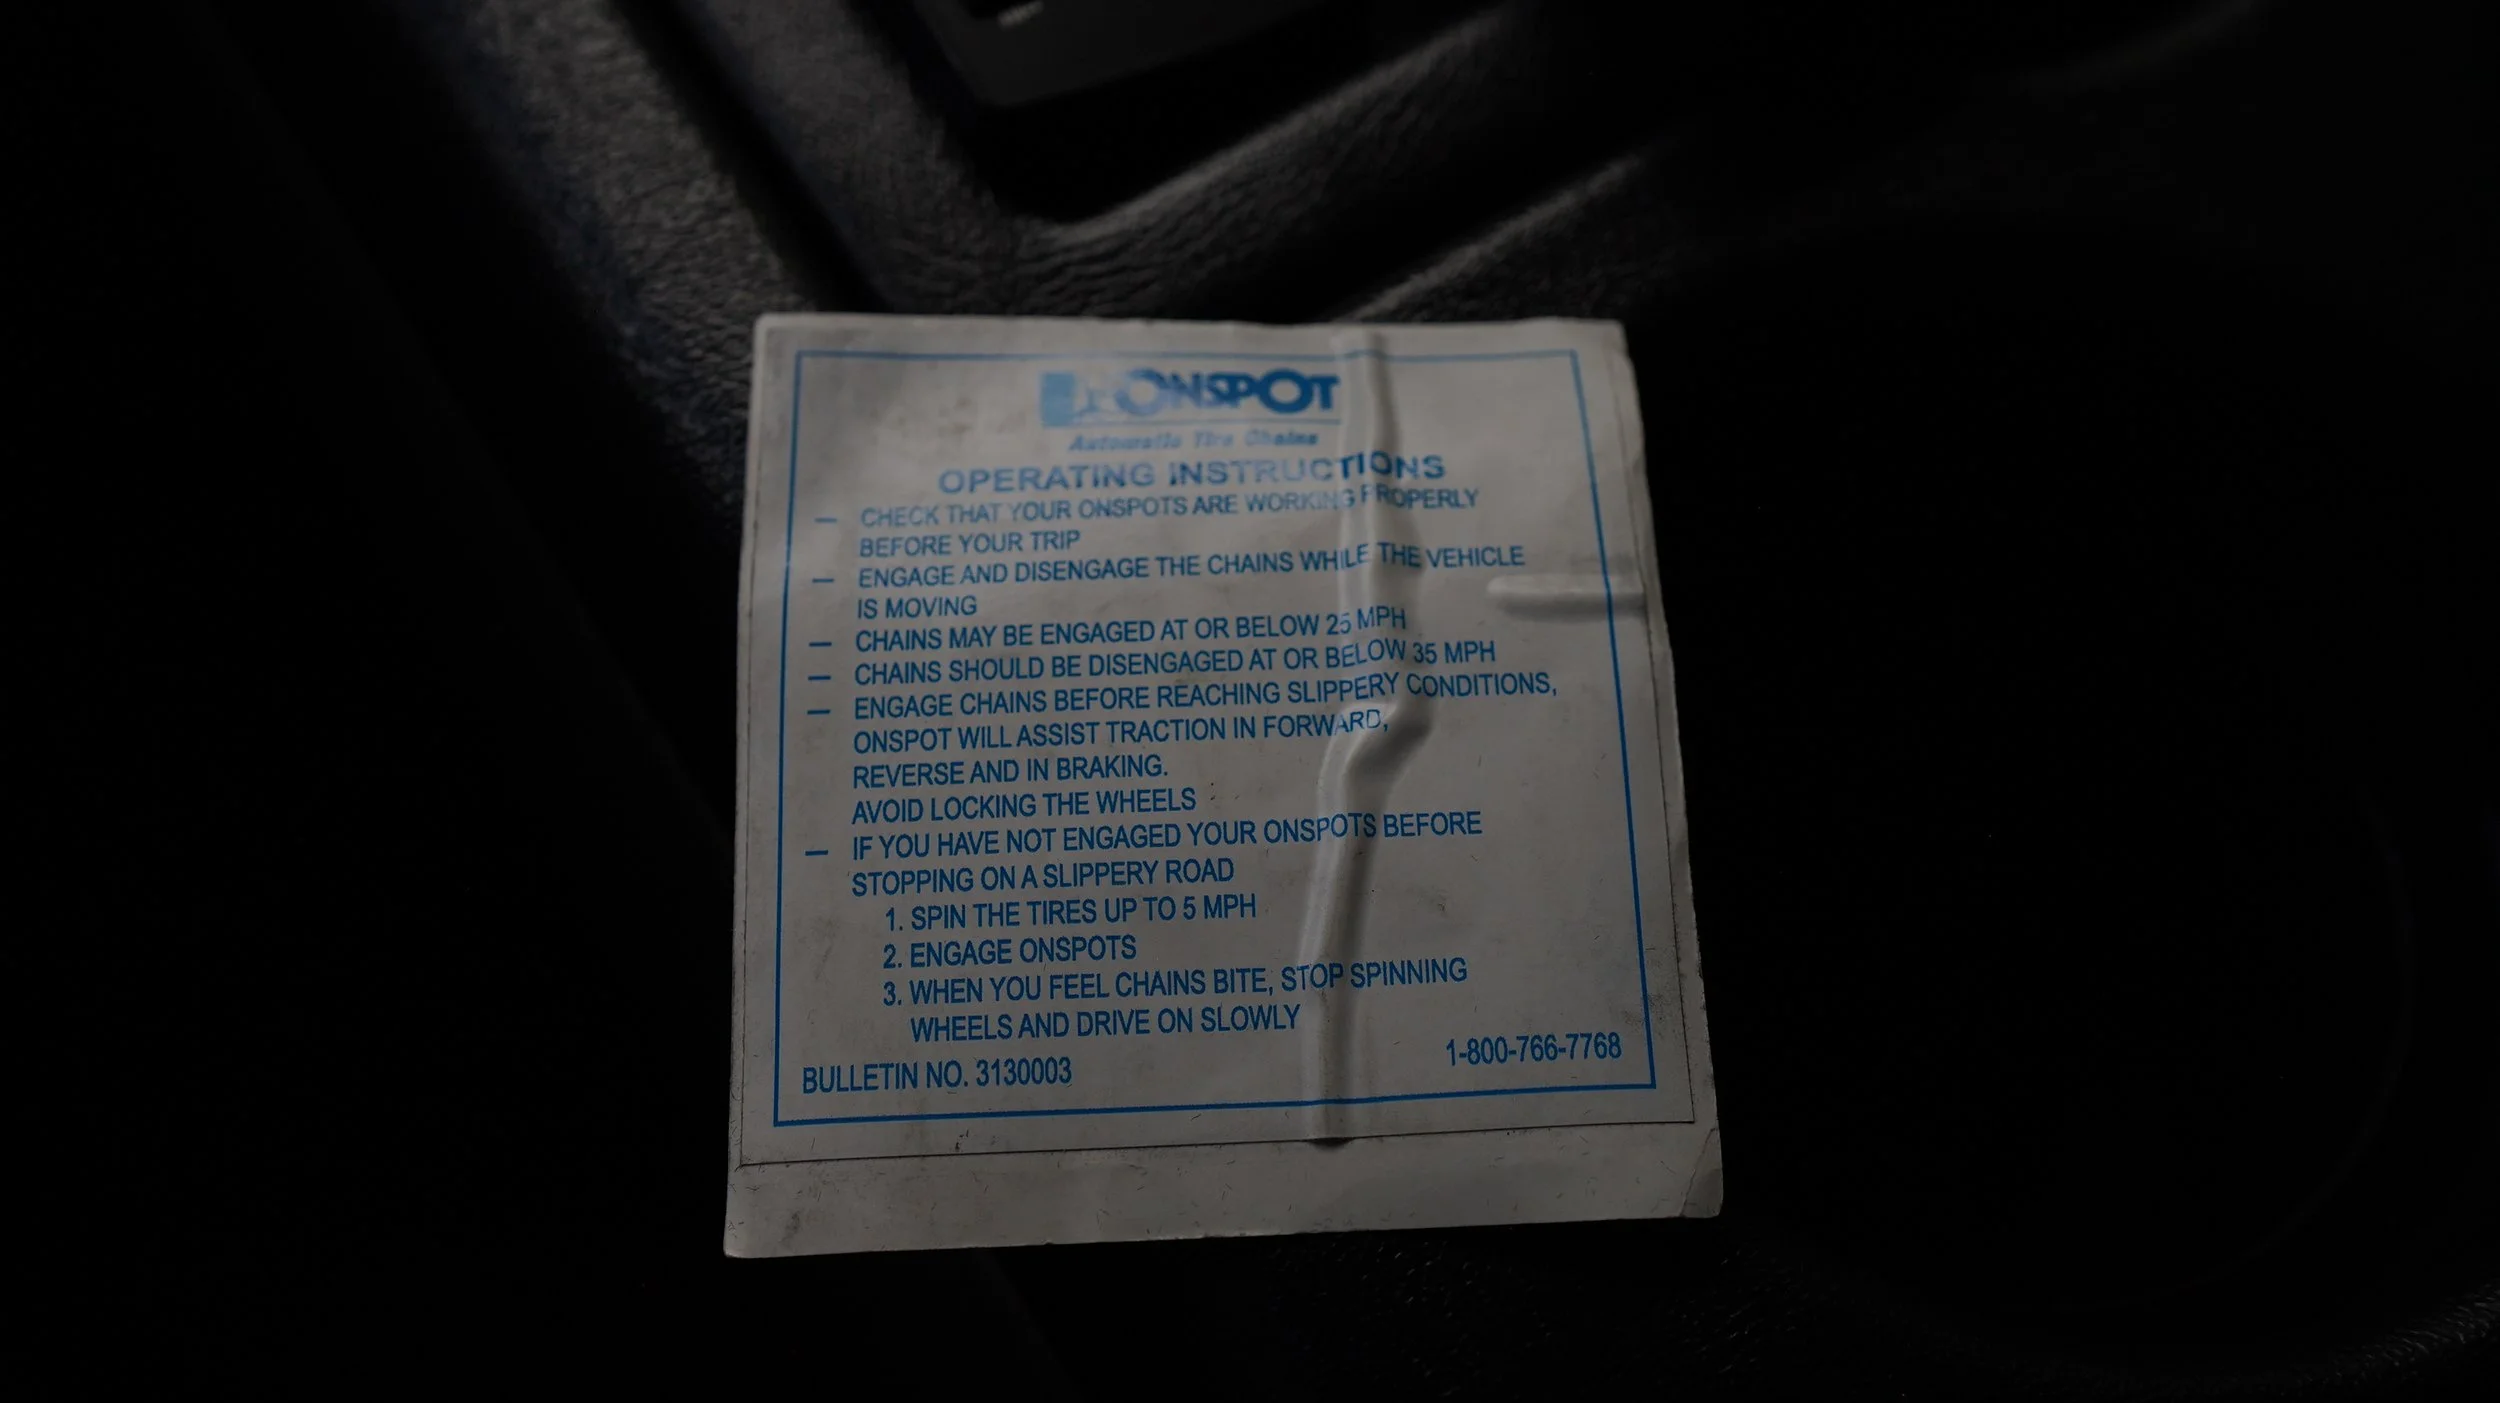 ONSPOT
Automatic Tire Chains
OPERATING INSTRUCTIONS
— CHECK THAT YOUR ONSPOTS ARE WORKING PROPERLY
BEFORE YOUR TRIP
— ENGAGE AND DISENGAGE THE CHAINS WHILE THE VEHICLE
IS MOVING
— CHAINS MAY BE ENGAGED AT OR BELOW 25 MPH
— CHAINS SHOULD BE DISENGAGED AT OR BELOW 35 MPH
— ENGAGE CHAINS BEFORE REACHING SLIPPERY CONDITIONS,
ONSPOT WILL ASSIST TRACTION IN FORWARD,
REVERSE AND IN BRAKING.
AVOID LOCKING THE WHEELS
— IF YOU HAVE NOT ENGAGED YOUR ONSPOTS BEFORE
STOPPING ON A SLIPPERY ROAD
1. SPIN THE TIRES UP TO 5 MPH
2. ENGAGE ONSPOTS
3. WHEN YOU FEEL CHAINS BITE, STOP SPINNING
WHEELS AND DRIVE ON SLOWLY
BULLETIN NO. 3130003
1-800-766-7768